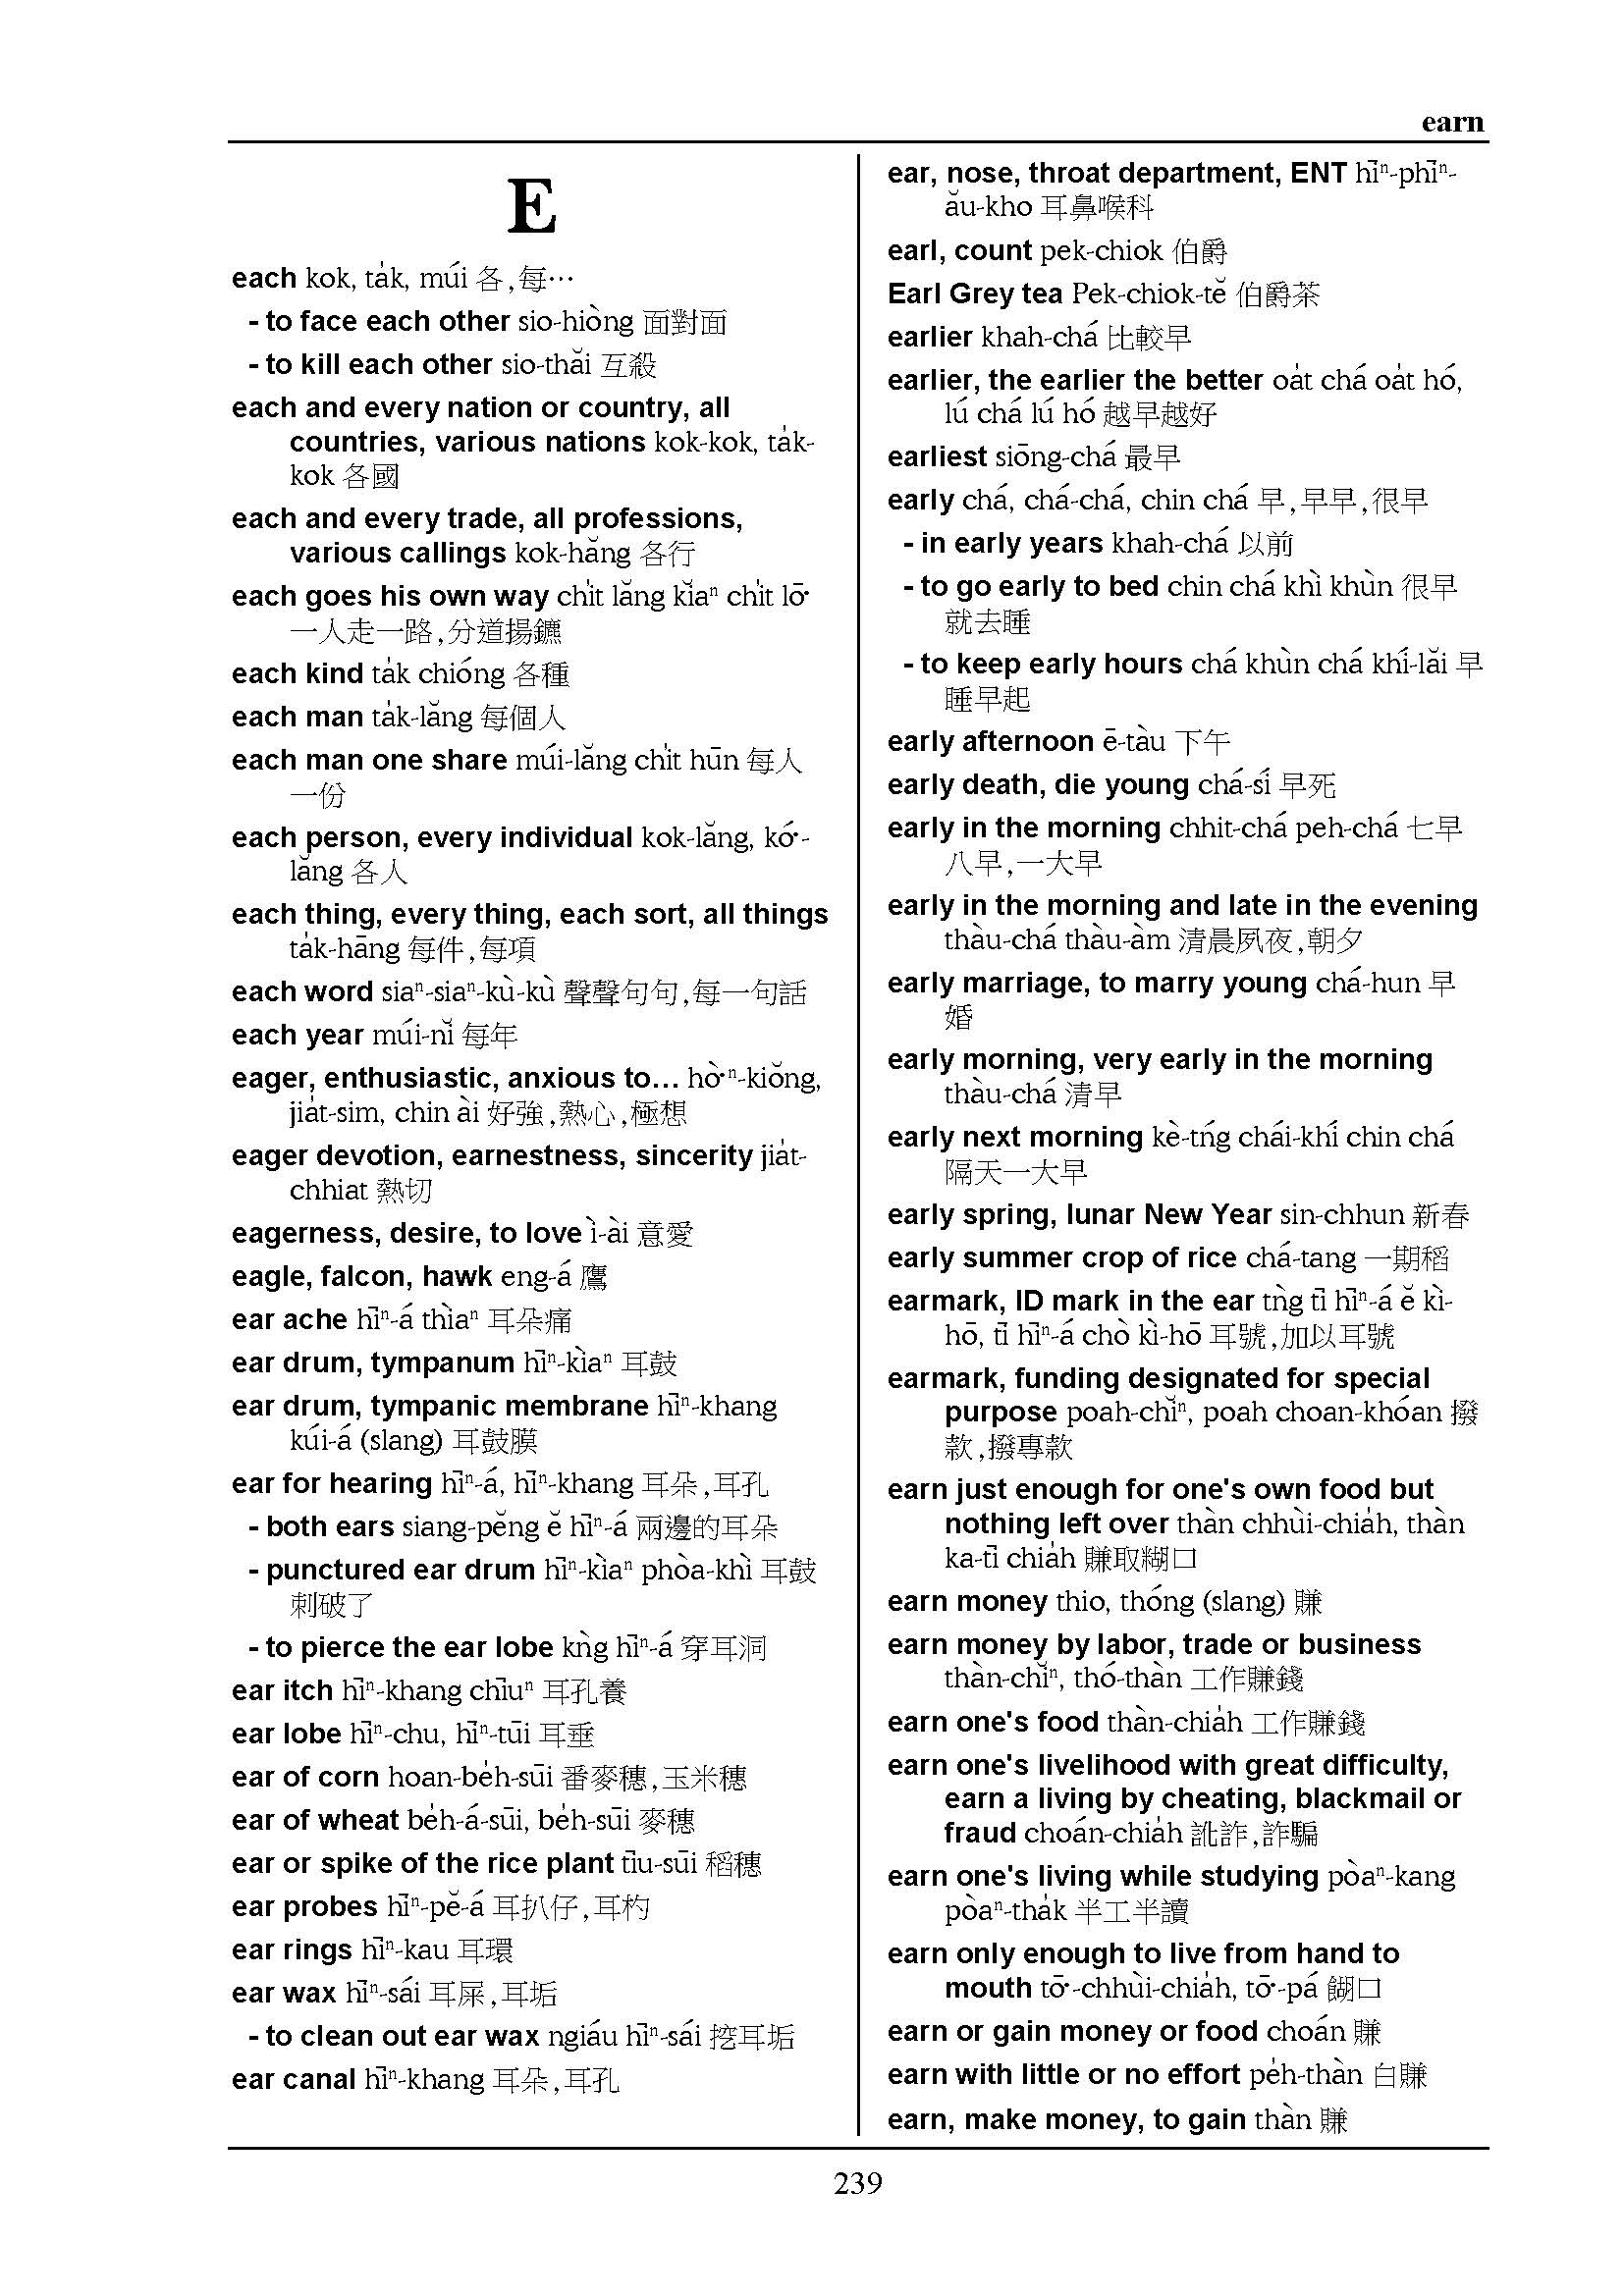 earn
E
each kok, ta̍k, múi 各,每⋯
- to face each other sio-hiòng 面對面
- to kill each other sio-thăi 互殺
each and every nation or country, all
countries, various nations kok-kok, ta̍k-
kok 各國
each and every trade, all professions,
various callings kok-hăng 各行
each goes his own way chi̍t lăng kĭaⁿ chi̍t lō͘
一人走一路,分道揚鑣
each kind ta̍k chióng 各種
each man ta̍k-lăng 每個人
each man one share múi-lăng chi̍t hūn 每人
一份
each person, every individual kok-lăng, kó͘-
lăng 各人
each thing, every thing, each sort, all things
ta̍k-hāng 每件,每項
each word siaⁿ-siaⁿ-kù-kù 聲聲句句,每一句話
each year múi-nĭ 每年
eager, enthusiastic, anxious to… hò͘ⁿ-kiŏng,
jia̍t-sim, chin ài 好強,熱心,極想
eager devotion, earnestness, sincerity jia̍t-
chhiat 熱切
eagerness, desire, to love ì-ài 意愛
eagle, falcon, hawk eng-á 鷹
ear ache hīⁿ-á thìaⁿ 耳朵痛
ear drum, tympanum hīⁿ-kìaⁿ 耳鼓
ear drum, tympanic membrane hīⁿ-khang
kúi-á (slang) 耳鼓膜
ear for hearing hīⁿ-á, hīⁿ-khang 耳朵,耳孔
- both ears siang-pĕng ĕ hīⁿ-á 兩邊的耳朵
- punctured ear drum hīⁿ-kìaⁿ phòa-khì 耳鼓
刺破了
- to pierce the ear lobe kǹg hīⁿ-á 穿耳洞
ear itch hīⁿ-khang chīuⁿ 耳孔養
ear lobe hīⁿ-chu, hīⁿ-tūi 耳垂
ear of corn hoan-be̍h-sūi 番麥穗,玉米穗
ear of wheat be̍h-á-sūi, be̍h-sūi 麥穗
ear or spike of the rice plant tīu-sūi 稻穗
ear probes hīⁿ-pĕ-á 耳扒仔,耳杓
ear rings hīⁿ-kau 耳環
ear wax hīⁿ-sái 耳屎,耳垢
- to clean out ear wax ngiáu hīⁿ-sái 挖耳垢
ear canal hīⁿ-khang 耳朵,耳孔
ear, nose, throat department, ENT hīⁿ-phīⁿ-
ău-kho 耳鼻喉科
earl, count pek-chiok 伯爵
Earl Grey tea Pek-chiok-tĕ 伯爵茶
earlier khah-chá 比較早
earlier, the earlier the better oa̍t chá oa̍t hó,
lú chá lú hó 越早越好
earliest siōng-chá 最早
early chá, chá-chá, chin chá 早,早早,很早
- in early years khah-chá 以前
- to go early to bed chin chá khì khùn 很早
就去睡
- to keep early hours chá khùn chá khí-lăi 早
睡早起
early afternoon ē-tàu 下午
early death, die young chá-sí 早死
early in the morning chhit-chá peh-chá 七早
八早,一大早
early in the morning and late in the evening
thàu-chá thàu-àm 清晨夙夜,朝夕
early marriage, to marry young chá-hun 早
婚
early morning, very early in the morning
thàu-chá 清早
early next morning kè-tńg chái-khí chin chá
隔天一大早
early spring, lunar New Year sin-chhun 新春
early summer crop of rice chá-tang 一期稻
earmark, ID mark in the ear tǹg tī hīⁿ-á ĕ kì-
hō, tī hīⁿ-á chò kì-hō 耳號,加以耳號
earmark, funding designated for special
purpose poah-chĭⁿ, poah choan-khóan 撥
款,撥專款
earn just enough for one's own food but
nothing left over thàn chhùi-chia̍h, thàn
ka-tī chia̍h 賺取糊口
earn money thio, thóng (slang) 賺
earn money by labor, trade or business
thàn-chĭⁿ, thó-thàn 工作賺錢
earn one's food thàn-chia̍h 工作賺錢
earn one's livelihood with great difficulty,
earn a living by cheating, blackmail or
fraud choán-chia̍h 訛詐,詐騙
earn one's living while studying pòaⁿ-kang
pòaⁿ-tha̍k 半工半讀
earn only enough to live from hand to
mouth tō͘-chhùi-chia̍h, tō͘-pá 餬口
earn or gain money or food choán 賺
earn with little or no effort pe̍h-thàn 白賺
earn, make money, to gain thàn 賺
239